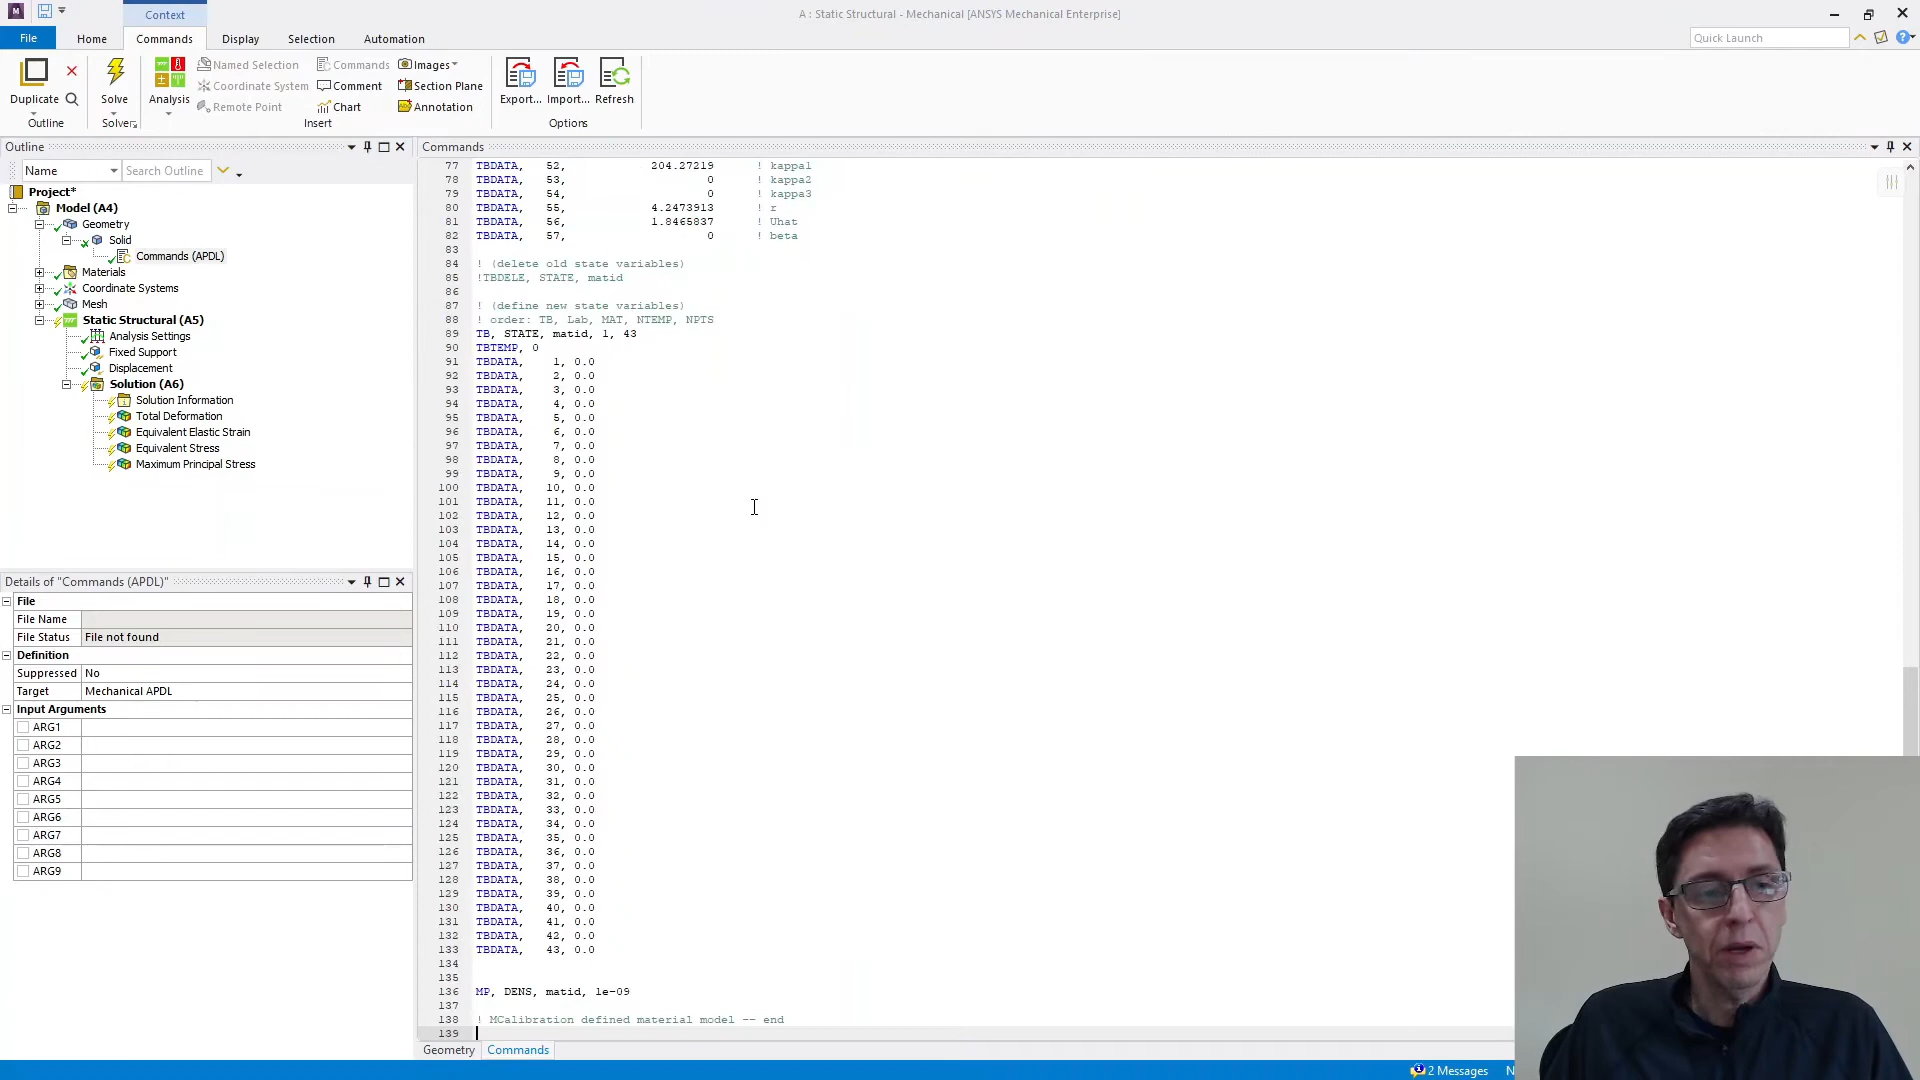 Context
A : Static Structural - Mechanical [ANSYS Mechanical Enterprise]
File Home Commands Display Selection Automation
Quick Launch
Duplicate
Solve
Analysis
Named Selection
Coordinate System
Remote Point
Commands
Comment
Chart
Images
Section Plane
Annotation
Export...
Import...
Refresh
Outline
Solver
Insert
Options
Outline
Name
Search Outline
Project*
Model (A4)
Geometry
Solid
Commands (APDL)
Materials
Coordinate Systems
Mesh
Static Structural (A5)
Analysis Settings
Fixed Support
Displacement
Solution (A6)
Solution Information
Total Deformation
Equivalent Elastic Strain
Equivalent Stress
Maximum Principal Stress
Details of "Commands (APDL)"
File
File Name
File Status File not found
Definition
Suppressed No
Target Mechanical APDL
Input Arguments
ARG1
ARG2
ARG3
ARG4
ARG5
ARG6
ARG7
ARG8
ARG9
Commands
77 TBDATA, 52, 204.27219 ! kappa1
78 TBDATA, 53, 0 ! kappa2
79 TBDATA, 54, 0 ! kappa3
80 TBDATA, 55, 4.2473913 ! r
81 TBDATA, 56, 1.8465837 ! Uhat
82 TBDATA, 57, 0 ! beta
83
84 ! (delete old state variables)
85 !TBDELE, STATE, matid
86
87 ! (define new state variables)
88 ! order: TB, Lab, MAT, NTEMP, NPTS
89 TB, STATE, matid, 1, 43
90 TBTEMP, 0
91 TBDATA, 1, 0.0
92 TBDATA, 2, 0.0
93 TBDATA, 3, 0.0
94 TBDATA, 4, 0.0
95 TBDATA, 5, 0.0
96 TBDATA, 6, 0.0
97 TBDATA, 7, 0.0
98 TBDATA, 8, 0.0
99 TBDATA, 9, 0.0
100 TBDATA, 10, 0.0
101 TBDATA, 11, 0.0
102 TBDATA, 12, 0.0
103 TBDATA, 13, 0.0
104 TBDATA, 14, 0.0
105 TBDATA, 15, 0.0
106 TBDATA, 16, 0.0
107 TBDATA, 17, 0.0
108 TBDATA, 18, 0.0
109 TBDATA, 19, 0.0
110 TBDATA, 20, 0.0
111 TBDATA, 21, 0.0
112 TBDATA, 22, 0.0
113 TBDATA, 23, 0.0
114 TBDATA, 24, 0.0
115 TBDATA, 25, 0.0
116 TBDATA, 26, 0.0
117 TBDATA, 27, 0.0
118 TBDATA, 28, 0.0
119 TBDATA, 29, 0.0
120 TBDATA, 30, 0.0
121 TBDATA, 31, 0.0
122 TBDATA, 32, 0.0
123 TBDATA, 33, 0.0
124 TBDATA, 34, 0.0
125 TBDATA, 35, 0.0
126 TBDATA, 36, 0.0
127 TBDATA, 37, 0.0
128 TBDATA, 38, 0.0
129 TBDATA, 39, 0.0
130 TBDATA, 40, 0.0
131 TBDATA, 41, 0.0
132 TBDATA, 42, 0.0
133 TBDATA, 43, 0.0
134
135
136 MP, DENS, matid, 1e-09
137
138 ! MCalibration defined material model -- end
139
Geometry Commands
2 Messages N